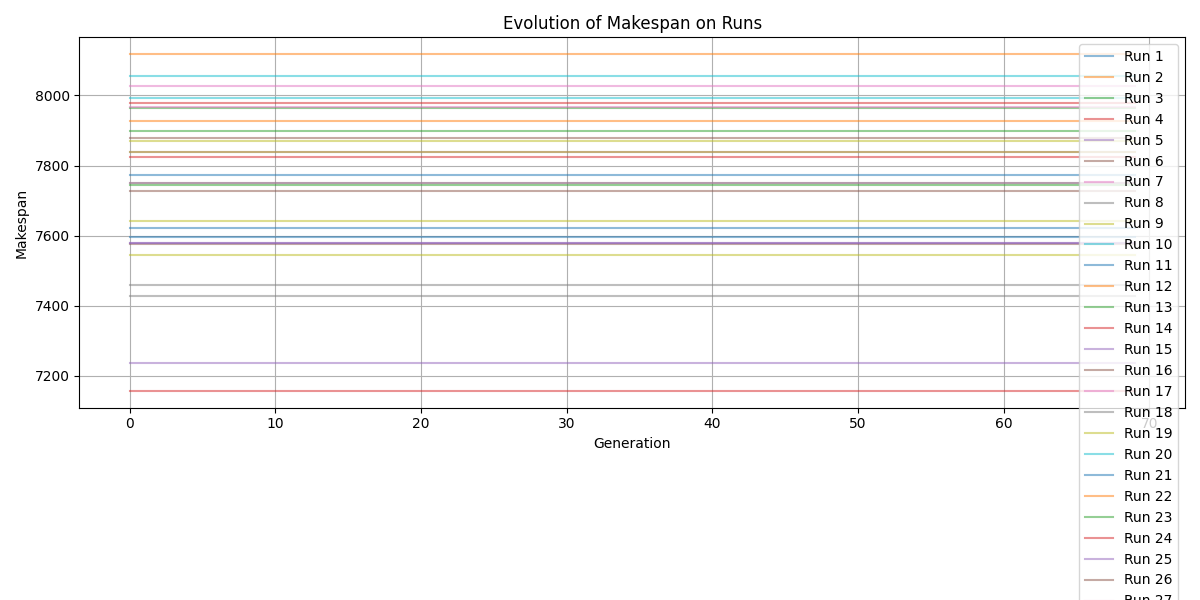 Evolution of Makespan on Runs
Makespan
8000
7800
7600
7400
7200
0 10 20 30 40 50 60 70
Generation
Run 1
Run 2
Run 3
Run 4
Run 5
Run 6
Run 7
Run 8
Run 9
Run 10
Run 11
Run 12
Run 13
Run 14
Run 15
Run 16
Run 17
Run 18
Run 19
Run 20
Run 21
Run 22
Run 23
Run 24
Run 25
Run 26
Run 27